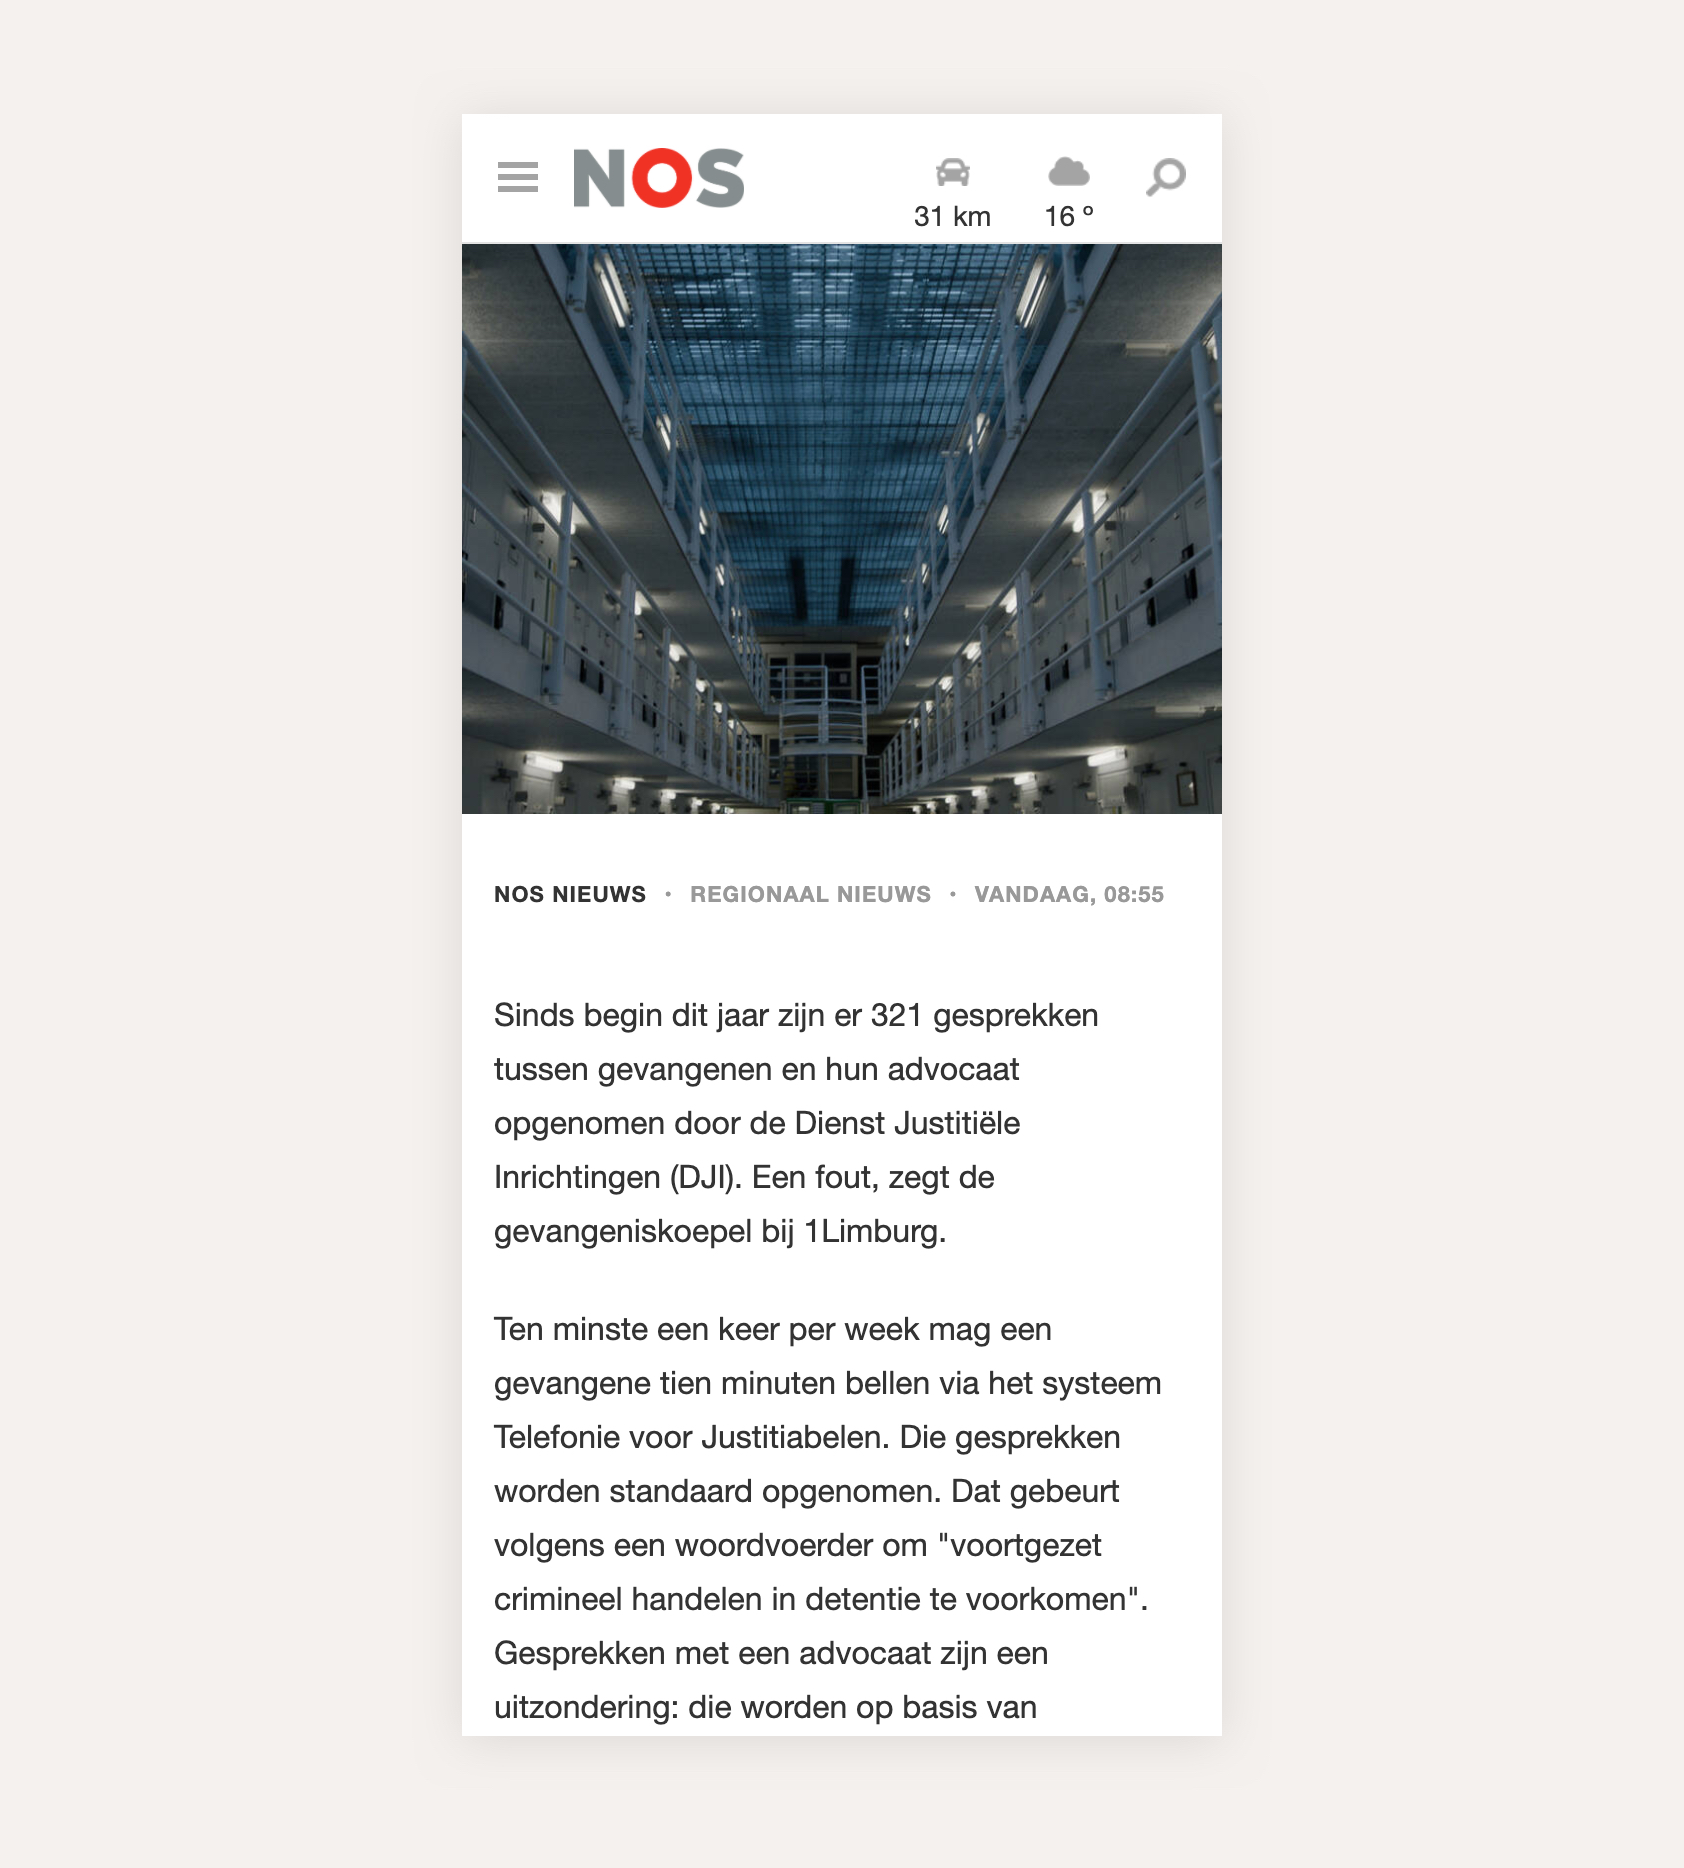 NOS
31 km
16 º
NOS NIEUWS • REGIONAAL NIEUWS • VANDAAG, 08:55
Sinds begin dit jaar zijn er 321 gesprekken
tussen gevangenen en hun advocaat
opgenomen door de Dienst Justitiële
Inrichtingen (DJI). Een fout, zegt de
gevangeniskoepel bij 1Limburg.
Ten minste een keer per week mag een
gevangene tien minuten bellen via het systeem
Telefonie voor Justitiabelen. Die gesprekken
worden standaard opgenomen. Dat gebeurt
volgens een woordvoerder om "voortgezet
crimineel handelen in detentie te voorkomen".
Gesprekken met een advocaat zijn een
uitzondering: die worden op basis van